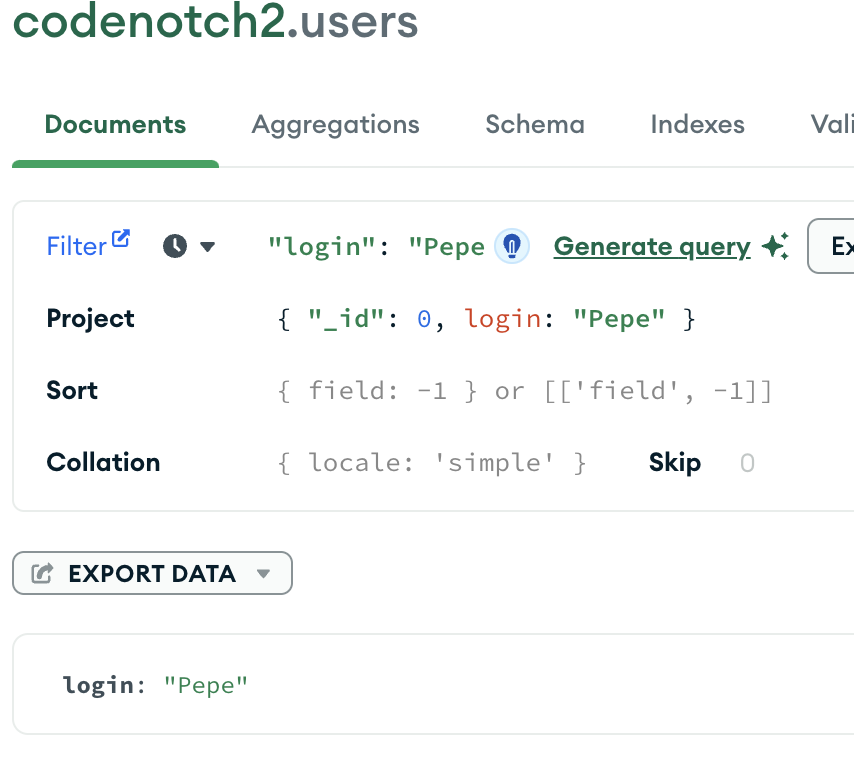 codenotch2.users
Documents Aggregations Schema Indexes Vali
Filter "login": "Pepe Generate query Ex
Project { "_id": 0, login: "Pepe" }
Sort { field: -1 } or [['field', -1]]
Collation { locale: 'simple' } Skip 0
EXPORT DATA
login: "Pepe"